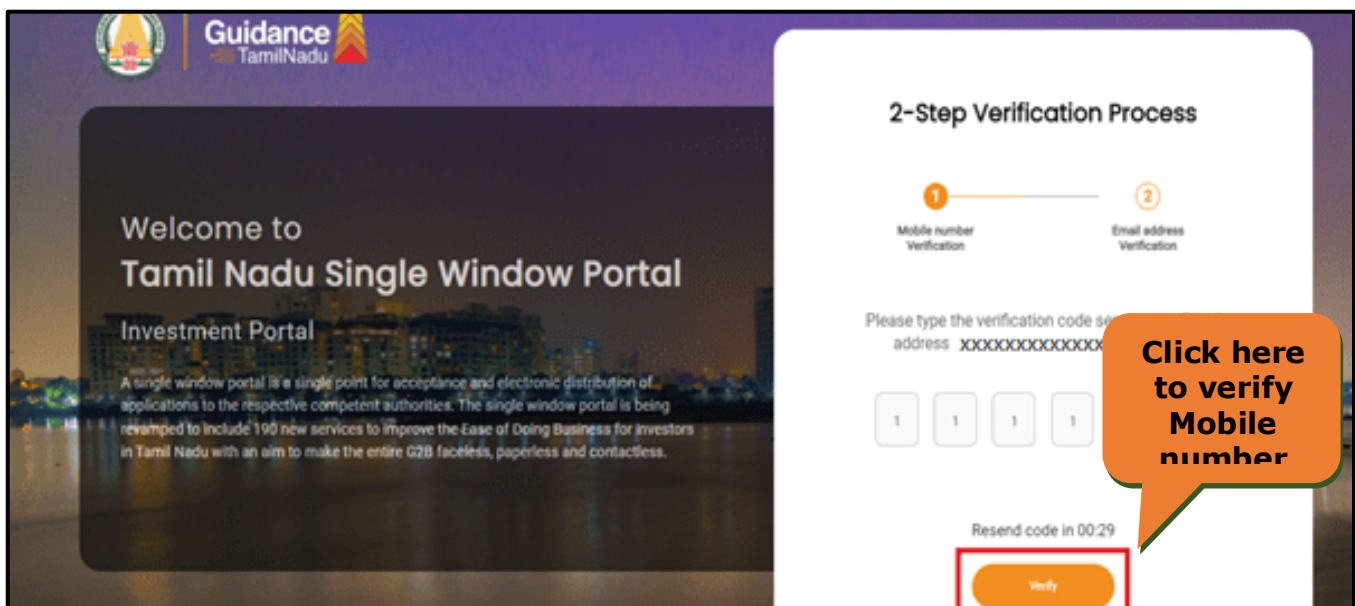 Guidance
TamilNadu
Welcome to
Tamil Nadu Single Window Portal
Investment Portal
A single window portal is a single point for acceptance and electronic distribution of
applications to the respective competent authorities. The single window portal is being
revamped to include 190 new services to improve the Ease of Doing Business for investors
in Tamil Nadu with an aim to make the entire G2B faceless, paperless and contactless.
2-Step Verification Process
1
2
Mobile number
Verification
Email address
Verification
Please type the verification code
address xxxxxxxxxxxxx
1 1 1 1
Click here
to verify
Mobile
number
Resend code in 00:29
Verify